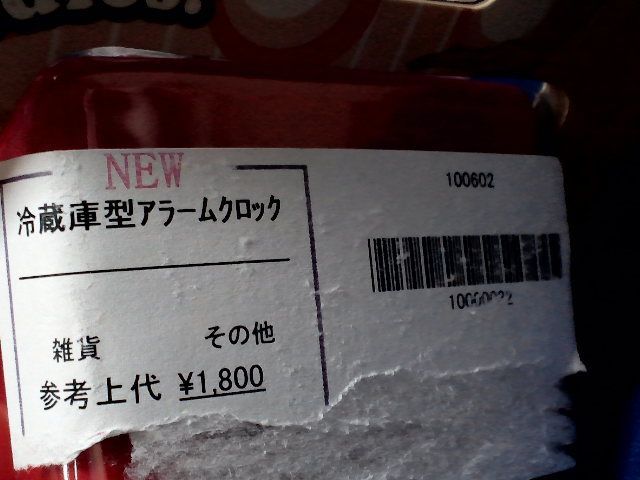 NEW
冷蔵庫型アラームクロック
雑貨 その他
参考上代 ¥1,800
100602